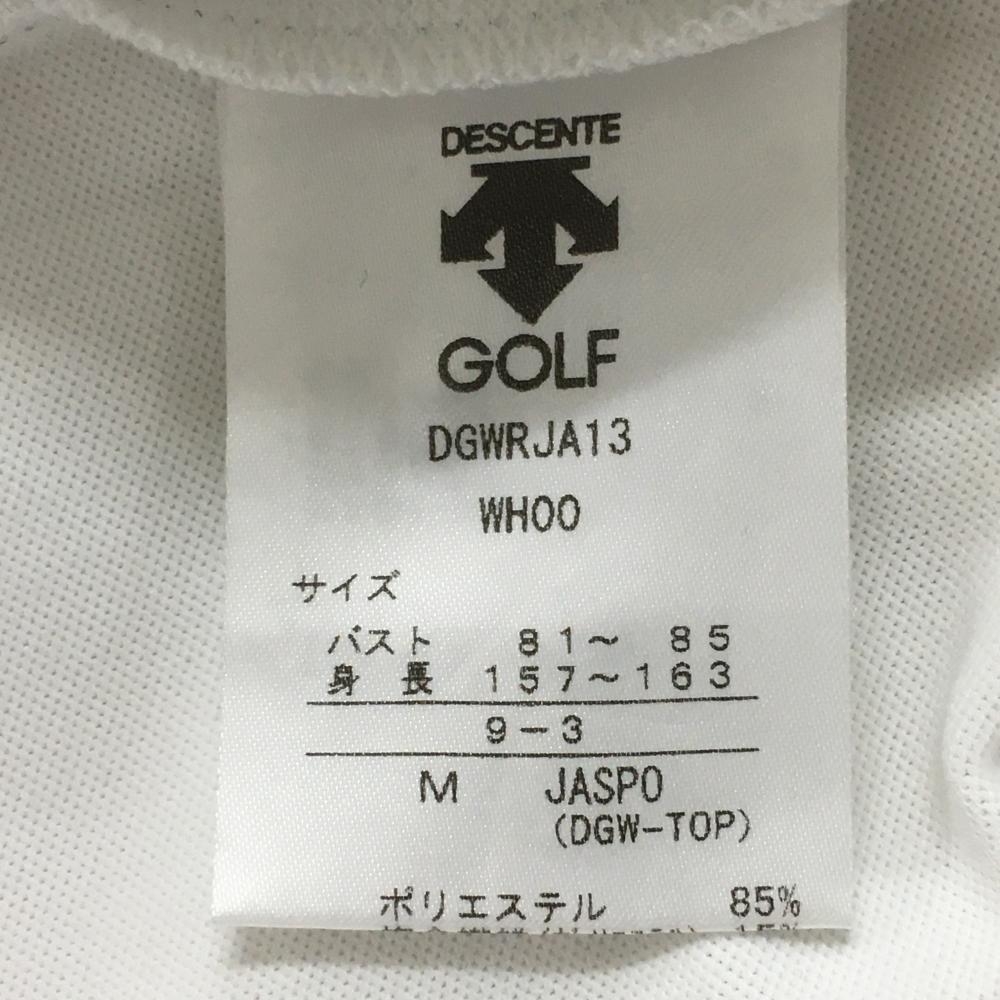 DESCENTE
GOLF
DGWRJA13
WH00
サイズ
バスト 81～ 85
身長 157～163
9-3
M JASPO
(DGW-TOP)
ポリエステル 85%